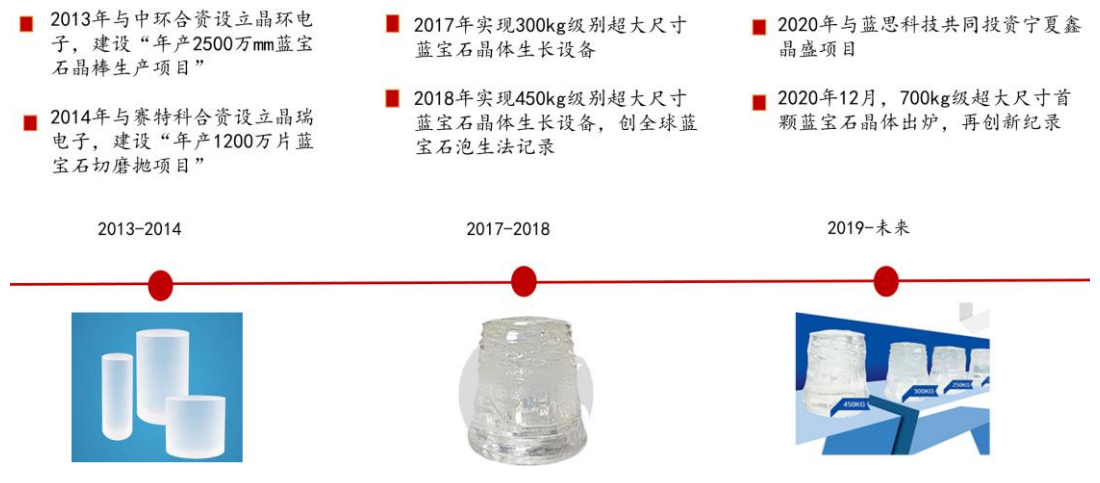 2013年与中环合资设立晶环电
子，建设“年产2500万mm蓝宝
石晶棒生产项目”
2014年与赛特科合资设立晶瑞
电子，建设“年产1200万片蓝
宝石切磨抛项目”
2017年实现300kg级别超大尺寸
蓝宝石晶体生长设备
2018年实现450kg级别超大尺寸
蓝宝石晶体生长设备，创全球蓝
宝石泡生法记录
2020年与蓝思科技共同投资宁夏鑫
晶盛项目
2020年12月，700kg级超大尺寸首
颗蓝宝石晶体出炉，再创新纪录
2013-2014
2017-2018
2019-未来
450KG
300KG
250KG